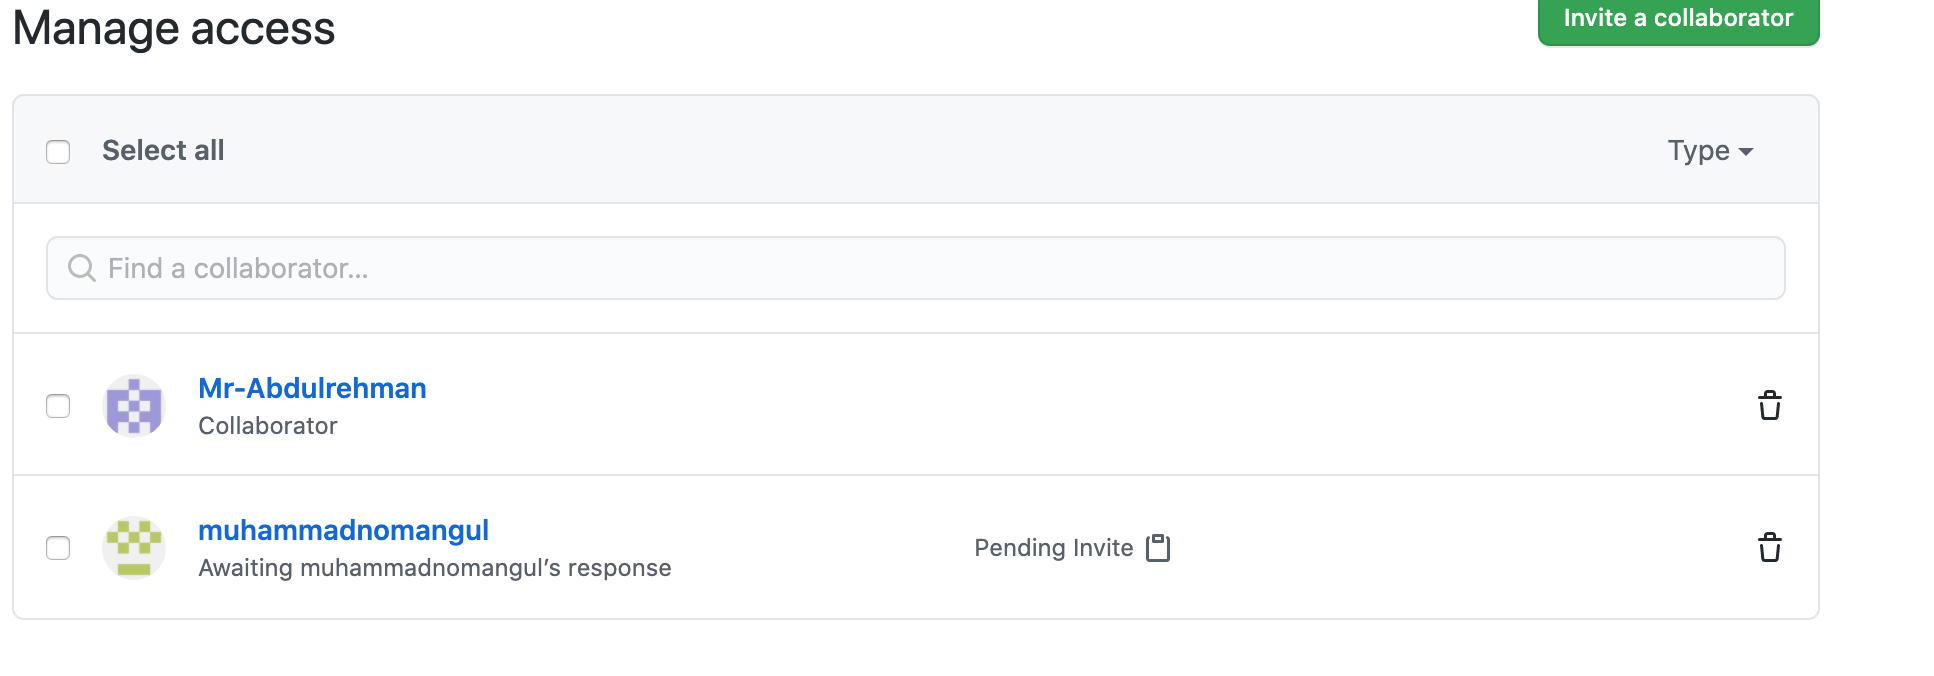 Manage access
Invite a collaborator
Select all
Type
Find a collaborator...
Mr-Abdulrehman
Collaborator
muhammadnomangul
Awaiting muhammadnomangul’s response
Pending Invite